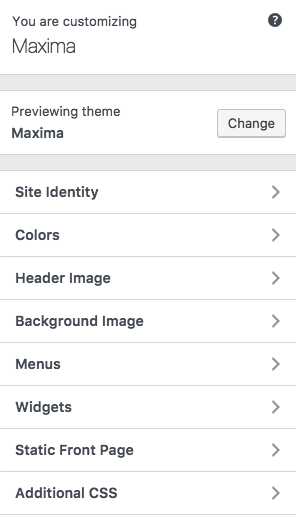 You are customizing
Maxima
Previewing theme
Maxima
Change
Site Identity
Colors
Header Image
Background Image
Menus
Widgets
Static Front Page
Additional CSS